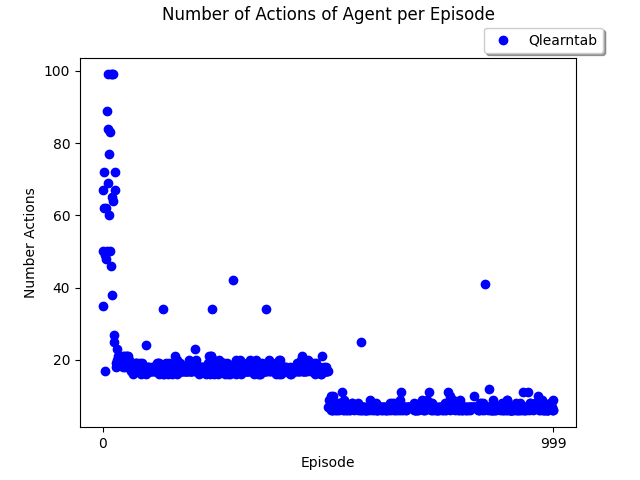 Number of Actions of Agent per Episode
Qlearntab
100
80
60
40
20
Number Actions
0
999
Episode